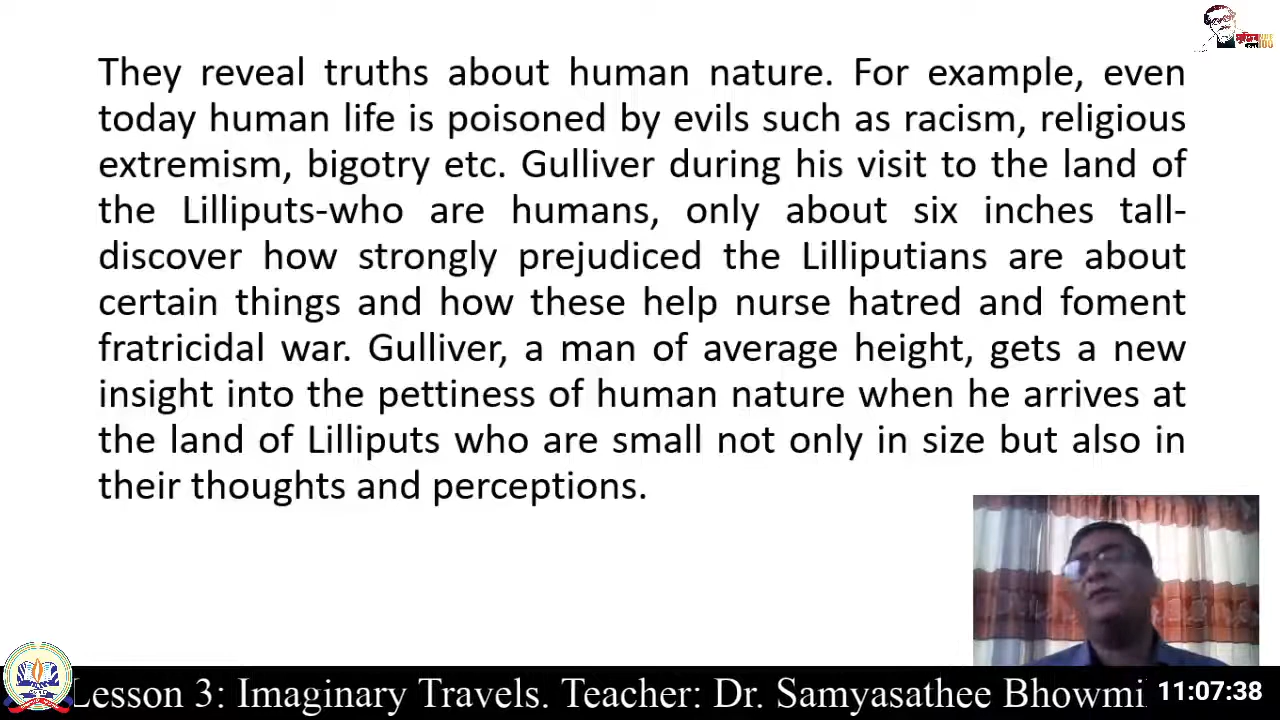 They reveal truths about human nature. For example, even
today human life is poisoned by evils such as racism, religious
extremism, bigotry etc. Gulliver during his visit to the land of
the Lilliputs-who are humans, only about six inches tall-
discover how strongly prejudiced the Lilliputians are about
certain things and how these help nurse hatred and foment
fratricidal war. Gulliver, a man of average height, gets a new
insight into the pettiness of human nature when he arrives at
the land of Lilliputs who are small not only in size but also in
their thoughts and perceptions.
Lesson 3: Imaginary Travels. Teacher: Dr. Samyasathee Bhowmi
11:07:38